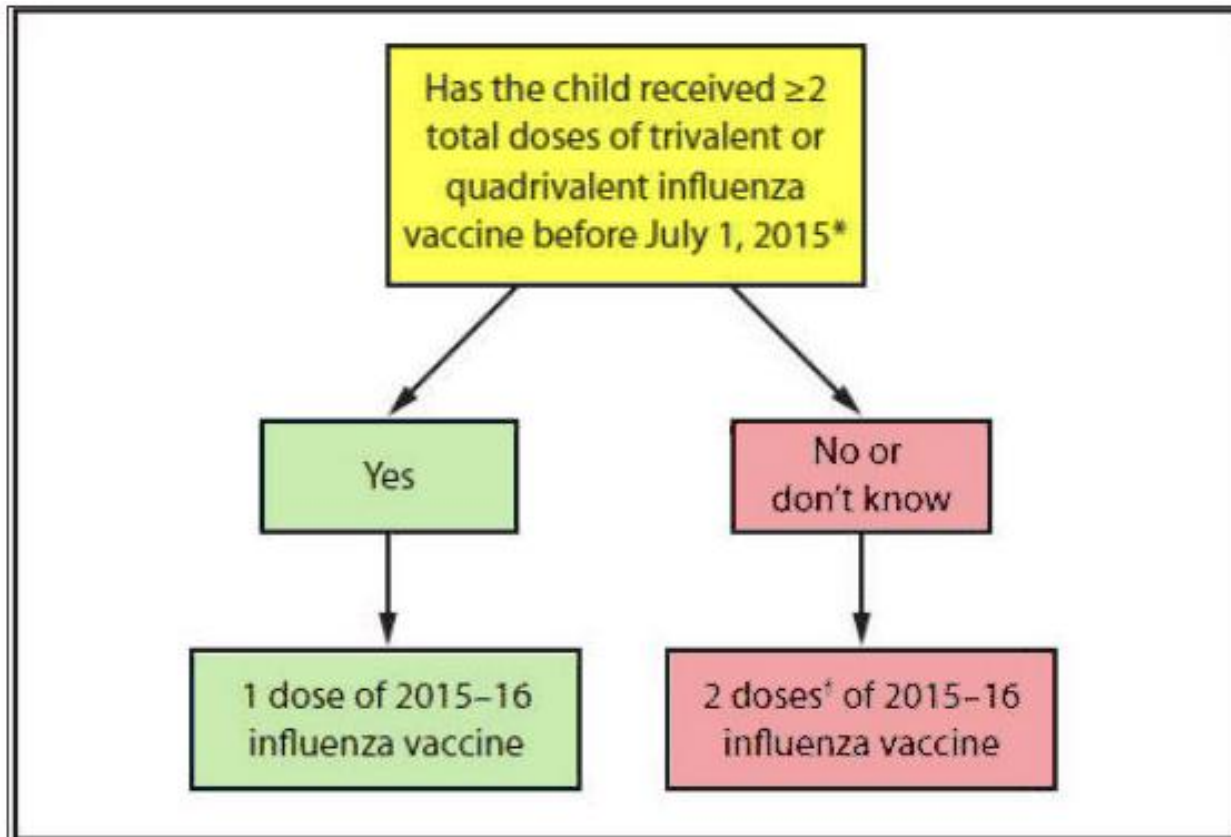 Has the child received ≥2
total doses of trivalent or
quadrivalent influenza
vaccine before July 1, 2015*
Yes
No or
don't know
1 dose of 2015–16
influenza vaccine
2 doses† of 2015–16
influenza vaccine